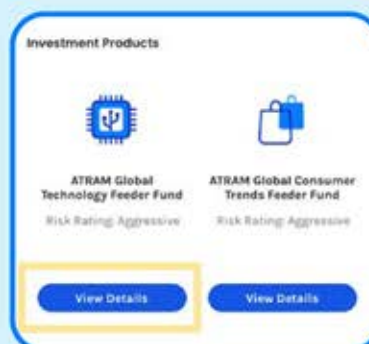 Investment Products
ATRAM Global
Technology Feeder Fund
Risk Rating: Aggressive
View Details
ATRAM Global Consumer
Trends Feeder Fund
Risk Rating: Aggressive
View Details